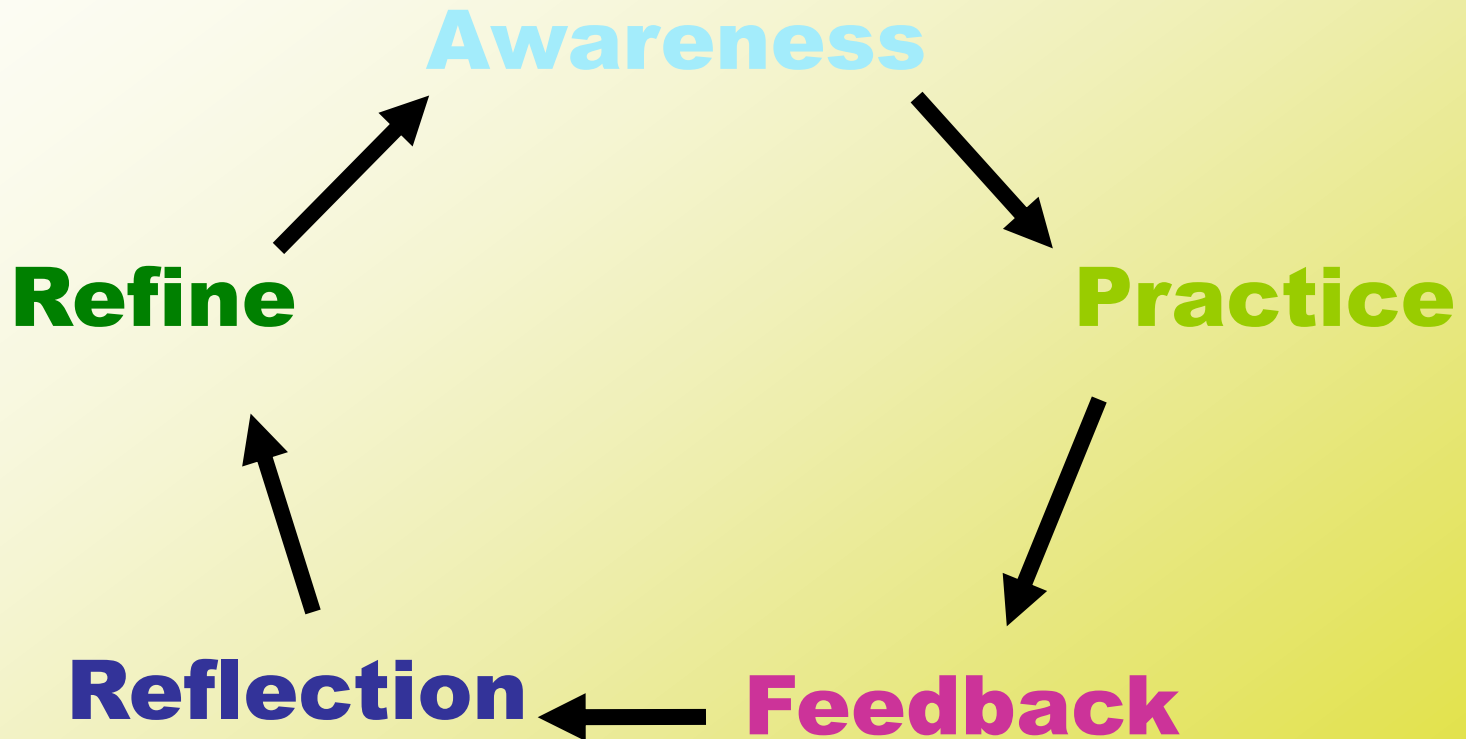 Awareness
Refine
Practice
Reflection
Feedback